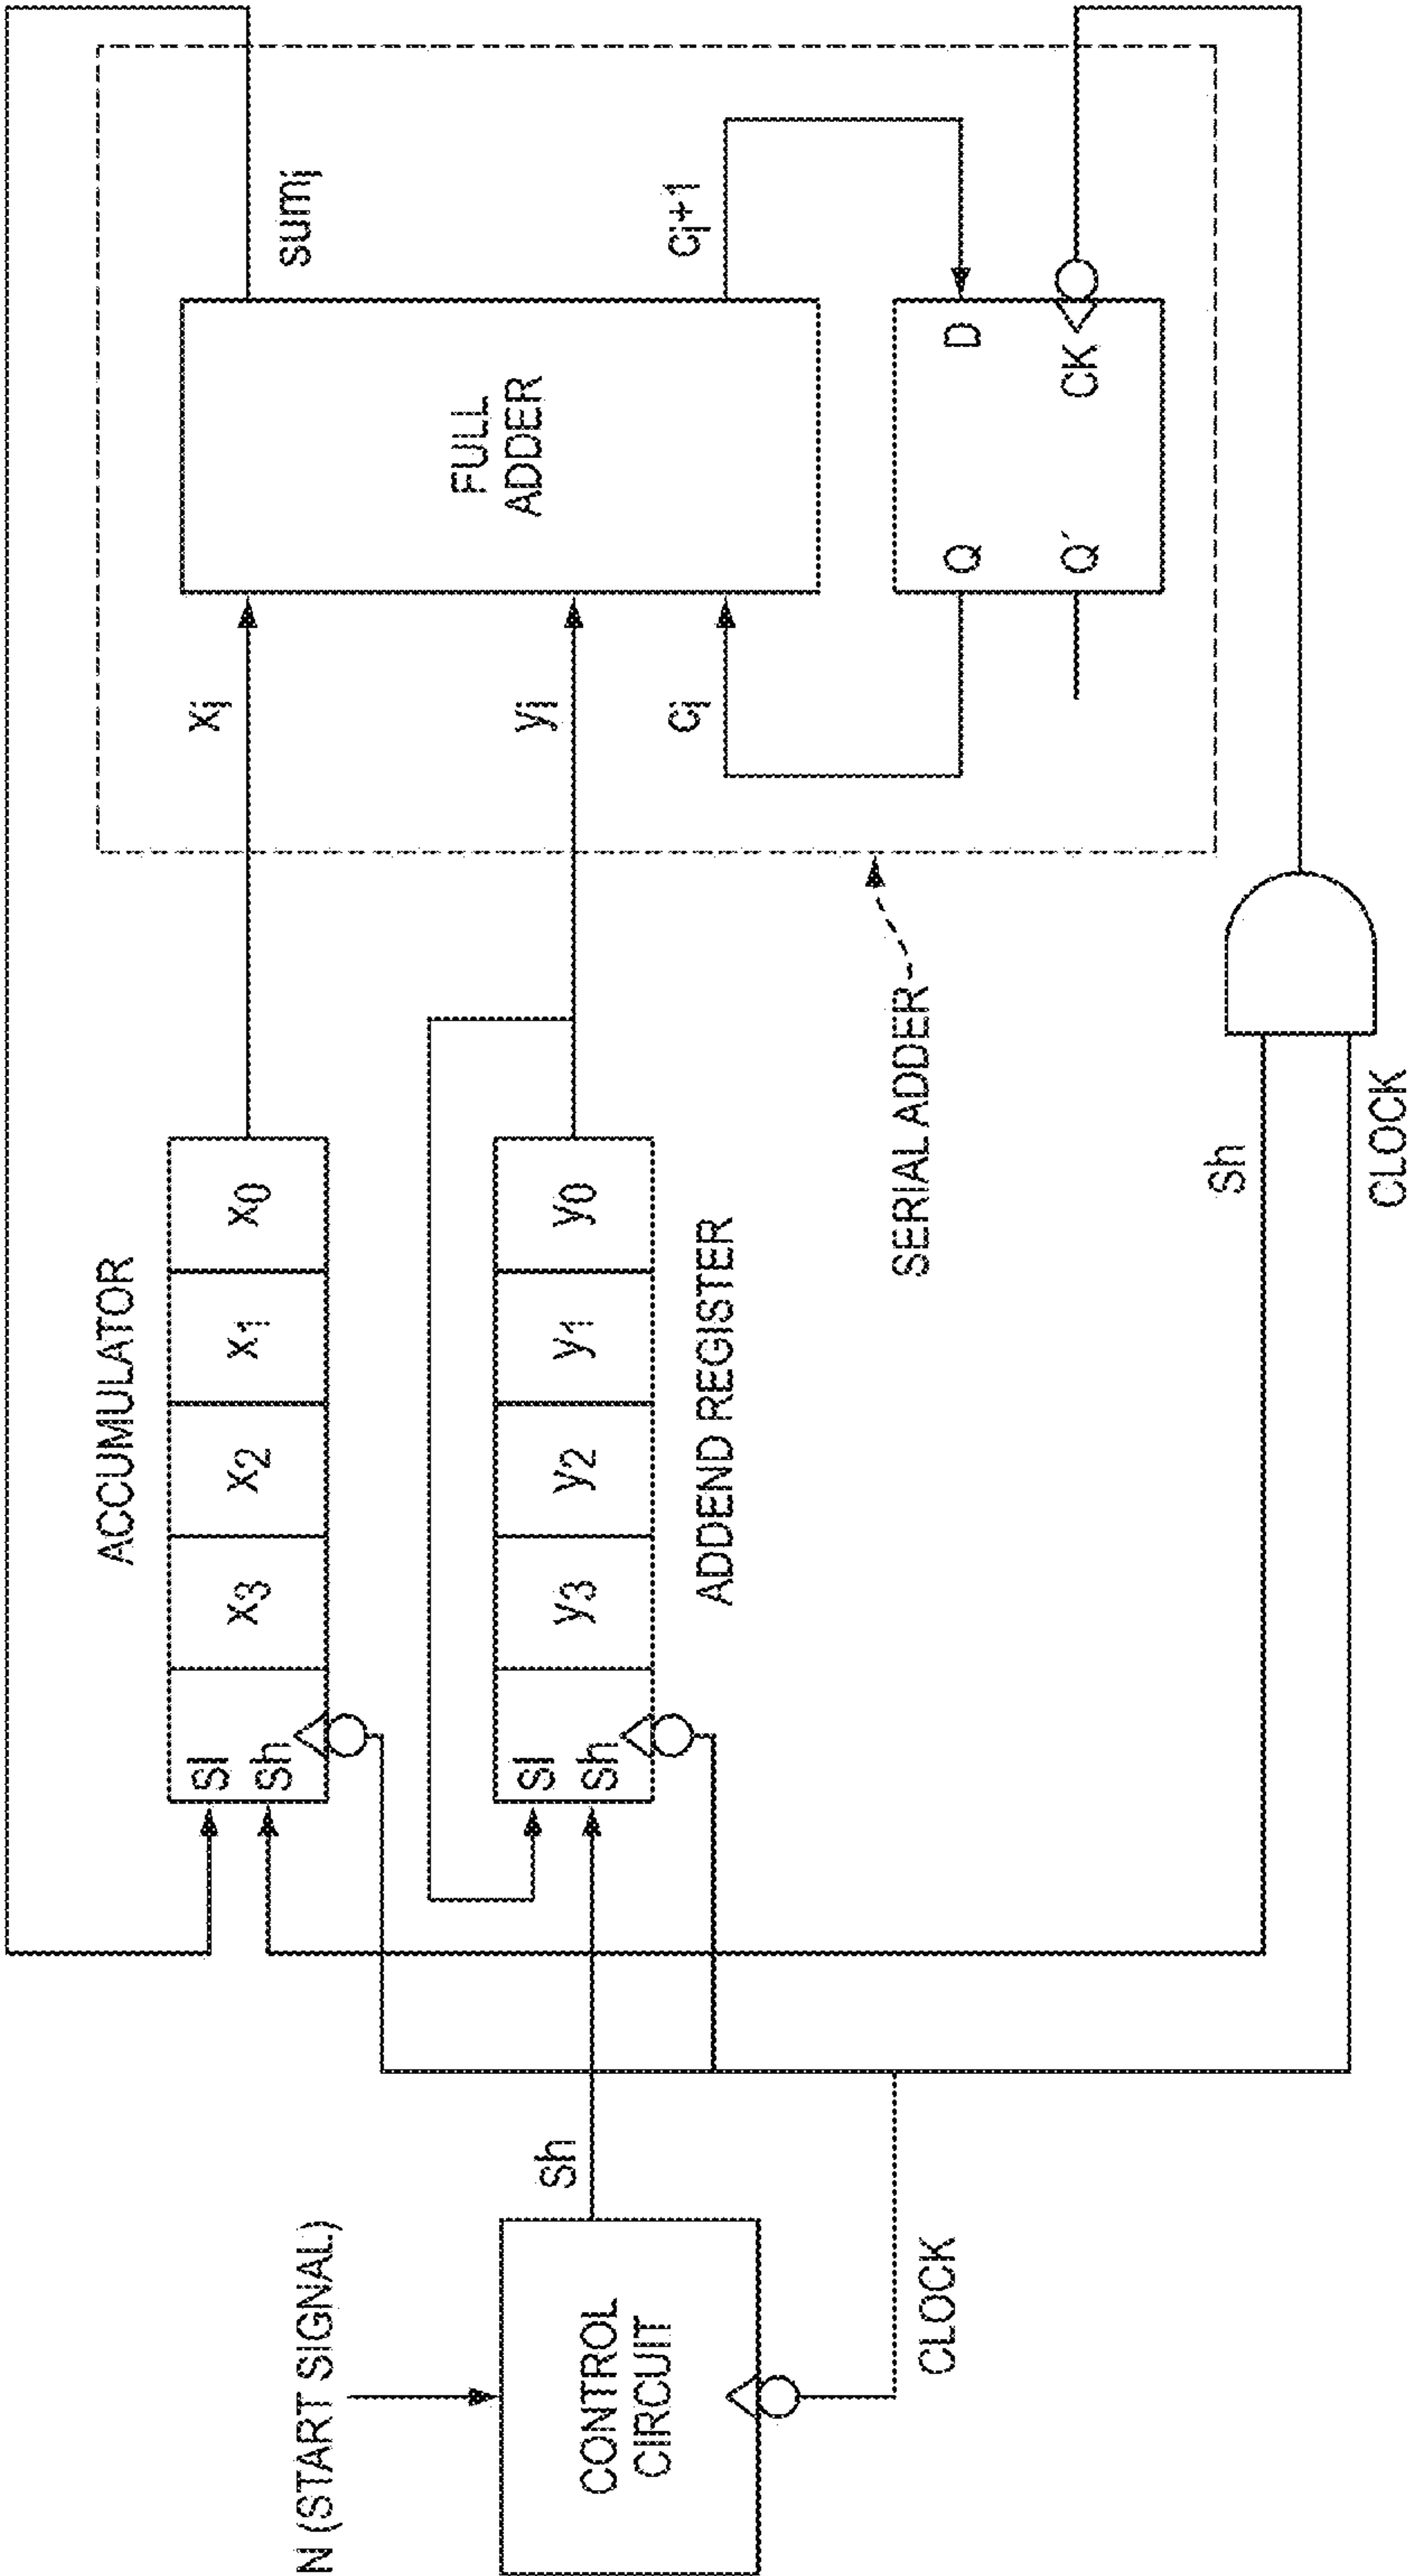 N (START SIGNAL)
CONTROL
CIRCUIT
Sh
CLOCK
ACCUMULATOR
SI
Sh
x3
x2
x1
x0
SI
Sh
y3
y2
y1
y0
ADDEND REGISTER
SERIAL ADDER
Sh
CLOCK
xi
yi
ci
FULL
ADDER
sumi
ci+1
Q
D
Q′
CK